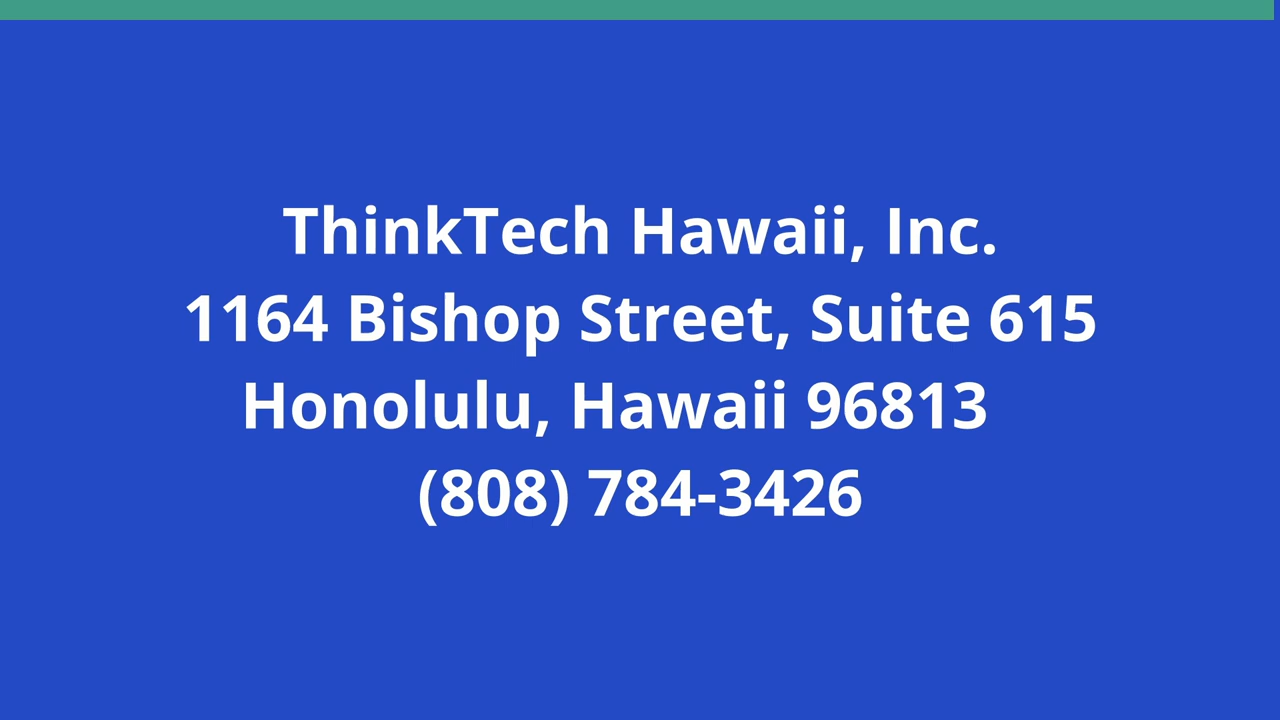 ThinkTech Hawaii, Inc.
1164 Bishop Street, Suite 615
Honolulu, Hawaii 96813
(808) 784-3426